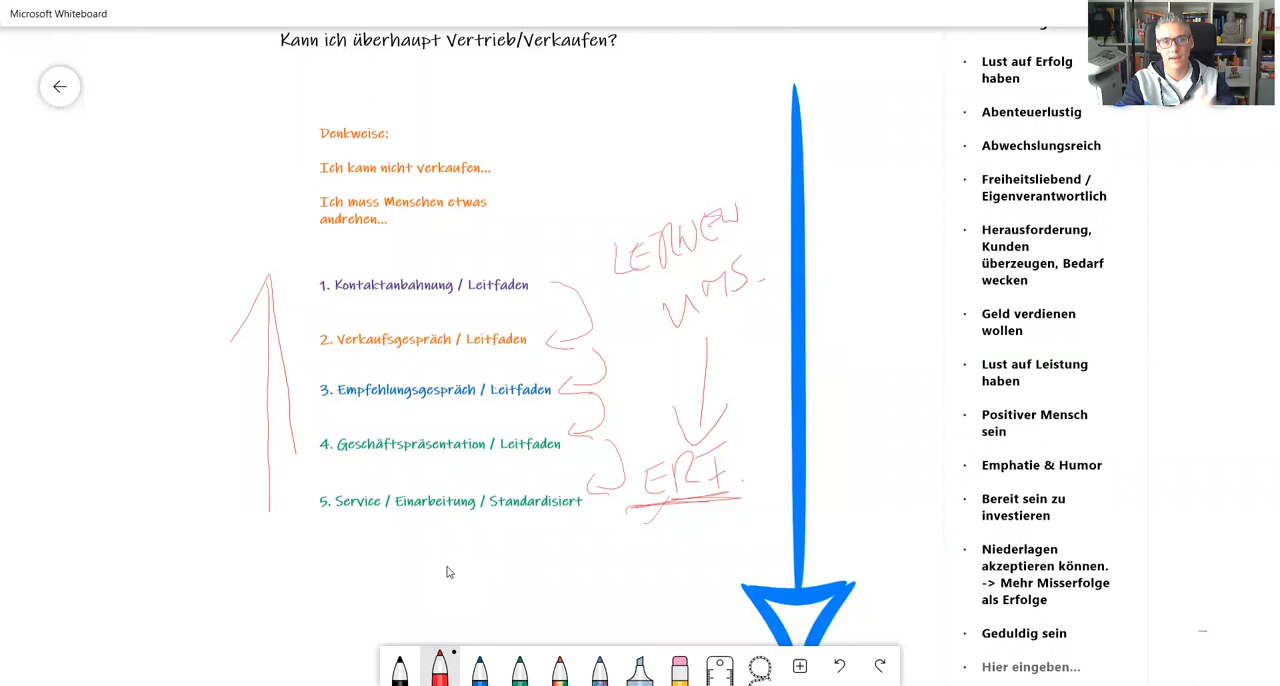 Microsoft Whiteboard
Kann ich überhaupt Vertrieb/Verkaufen?
Denkweise:
Ich kann nicht verkaufen...
Ich muss Menschen etwas
andrehen...
1. Kontaktanbahnung / Leitfaden
2. Verkaufsgespräch / Leitfaden
3. Empfehlungsgespräch / Leitfaden
4. Geschäftspräsentation / Leitfaden
5. Service / Einarbeitung / Standardisiert
LERNEN
UMS.
ERF.
· Lust auf Erfolg
haben
· Abenteuerlustig
· Abwechslungsreich
· Freiheitsliebend /
Eigenverantwortlich
· Herausforderung,
Kunden
überzeugen, Bedarf
wecken
· Geld verdienen
wollen
· Lust auf Leistung
haben
· Positiver Mensch
sein
· Emphatie & Humor
· Bereit sein zu
investieren
· Niederlagen
akzeptieren können.
-> Mehr Misserfolge
als Erfolge
· Geduldig sein
· Hier eingeben...